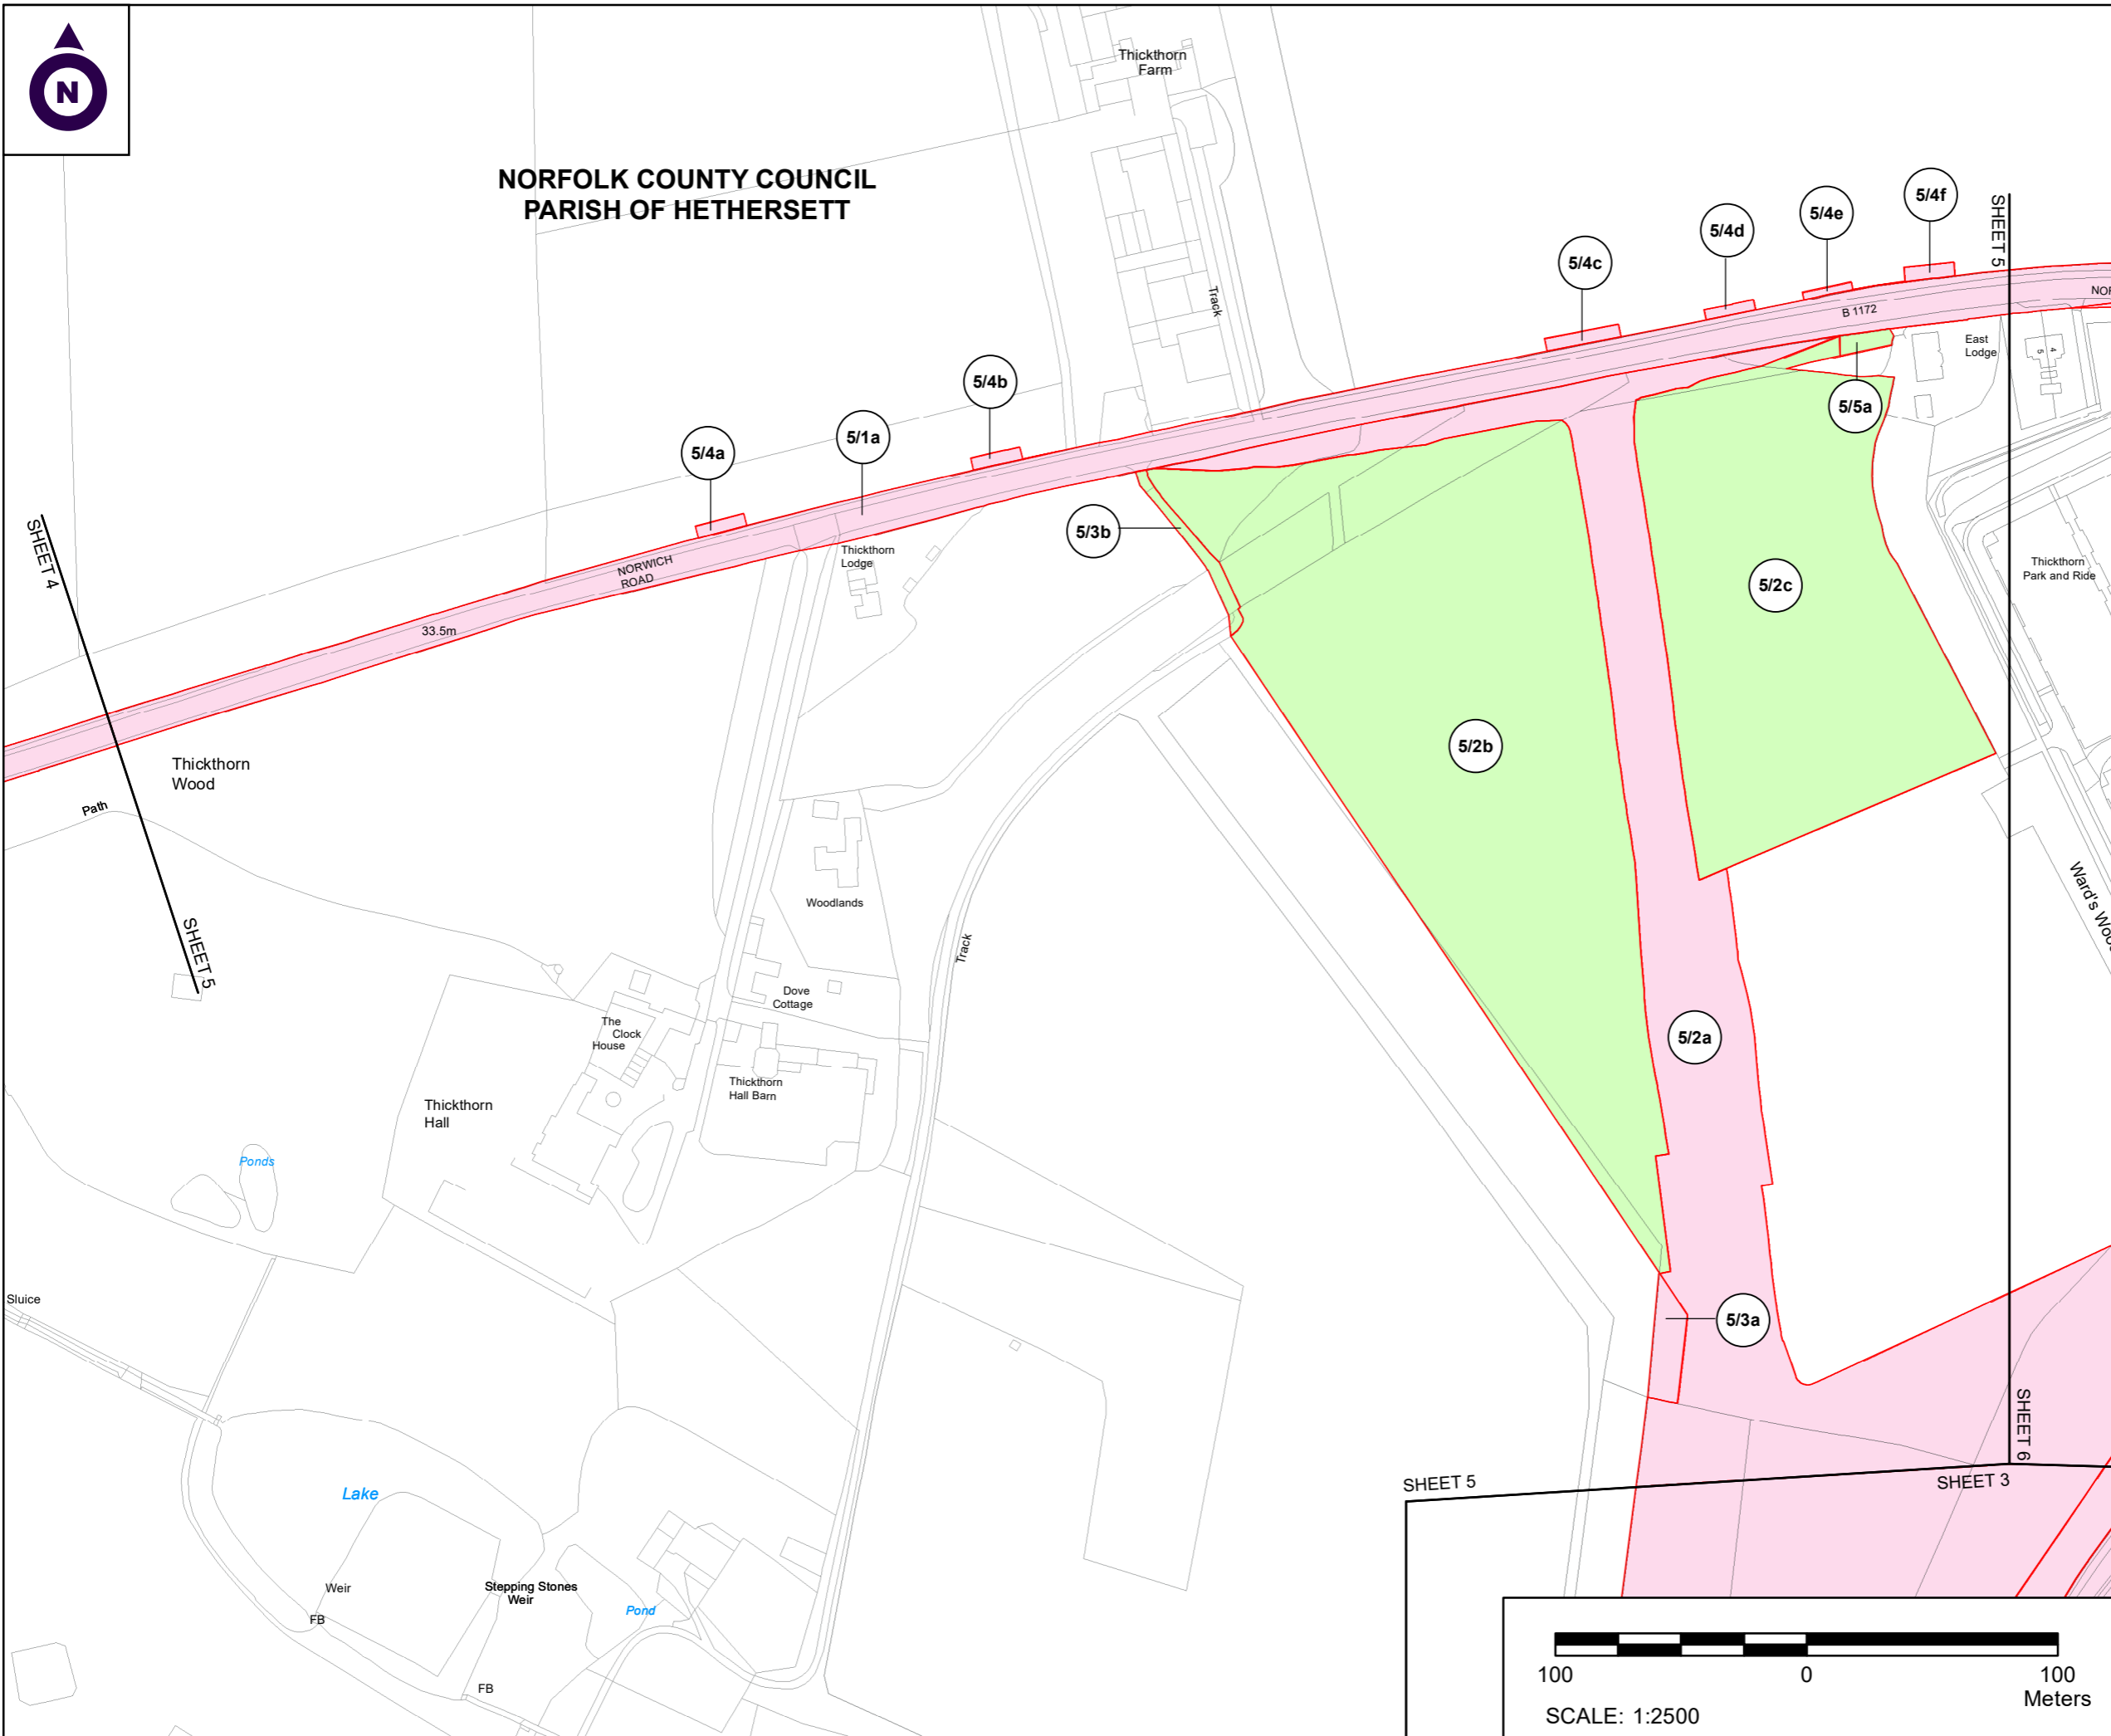 N
NORFOLK COUNTY COUNCIL
PARISH OF HETHERSETT
Thickthorn
Farm
Track
5/4c
5/4d
5/4e
5/4f
SHEET 5
B 1172
East
Lodge
5
4
5/5a
5/4a
5/1a
5/4b
NORWICH
ROAD
33.5m
Thickthorn
Lodge
5/3b
5/2c
Thickthorn
Park and Ride
SHEET 4
SHEET 5
Thickthorn
Wood
Path
5/2b
Woodlands
Track
Dove
Cottage
The
Clock
House
Thickthorn
Hall Barn
Thickthorn
Hall
Ponds
5/2a
5/3a
Ward's
Sluice
Lake
Weir
FB
Stepping Stones
Weir
Pond
FB
SHEET 5
SHEET 3
SHEET 6
100
0
100
Meters
SCALE: 1:2500